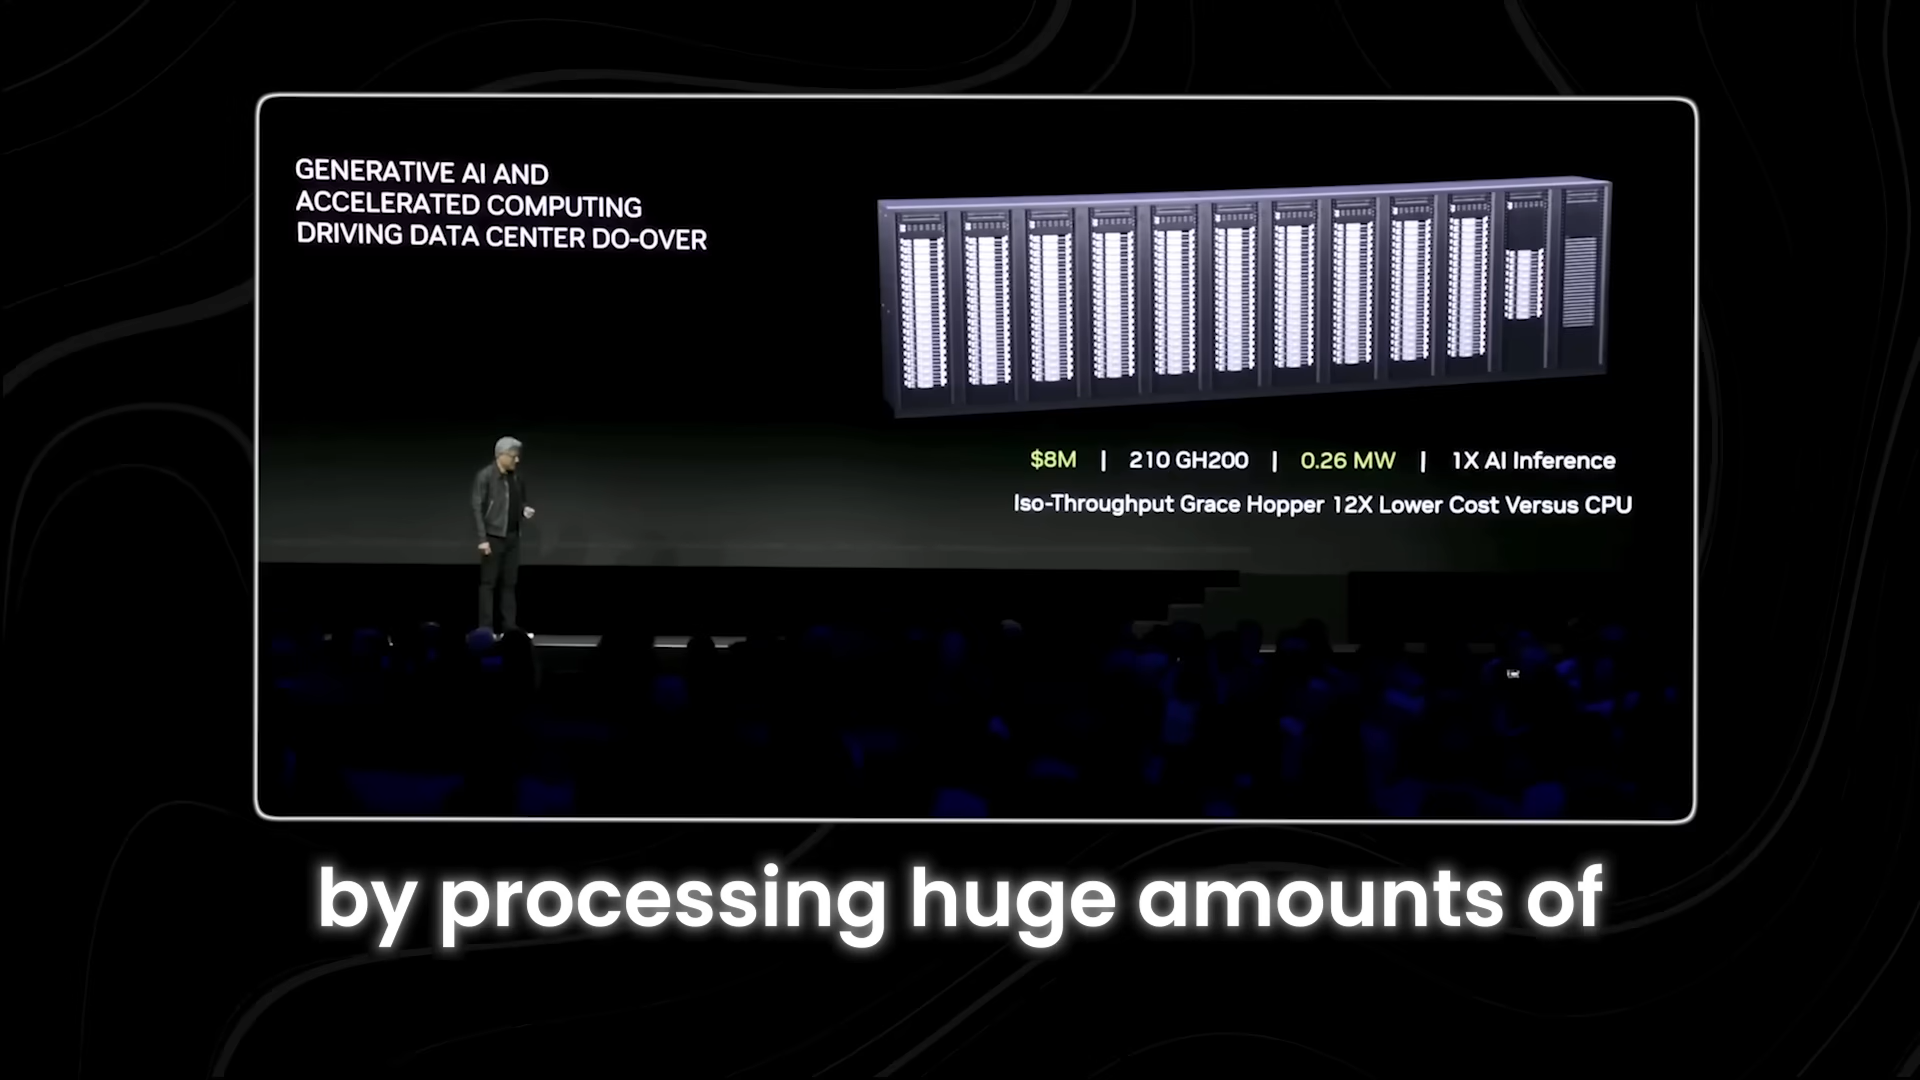 GENERATIVE AI AND
ACCELERATED COMPUTING
DRIVING DATA CENTER DO-OVER
$8M | 210 GH200 | 0.26 MW | 1X AI Inference
Iso-Throughput Grace Hopper 12X Lower Cost Versus CPU
by processing huge amounts of